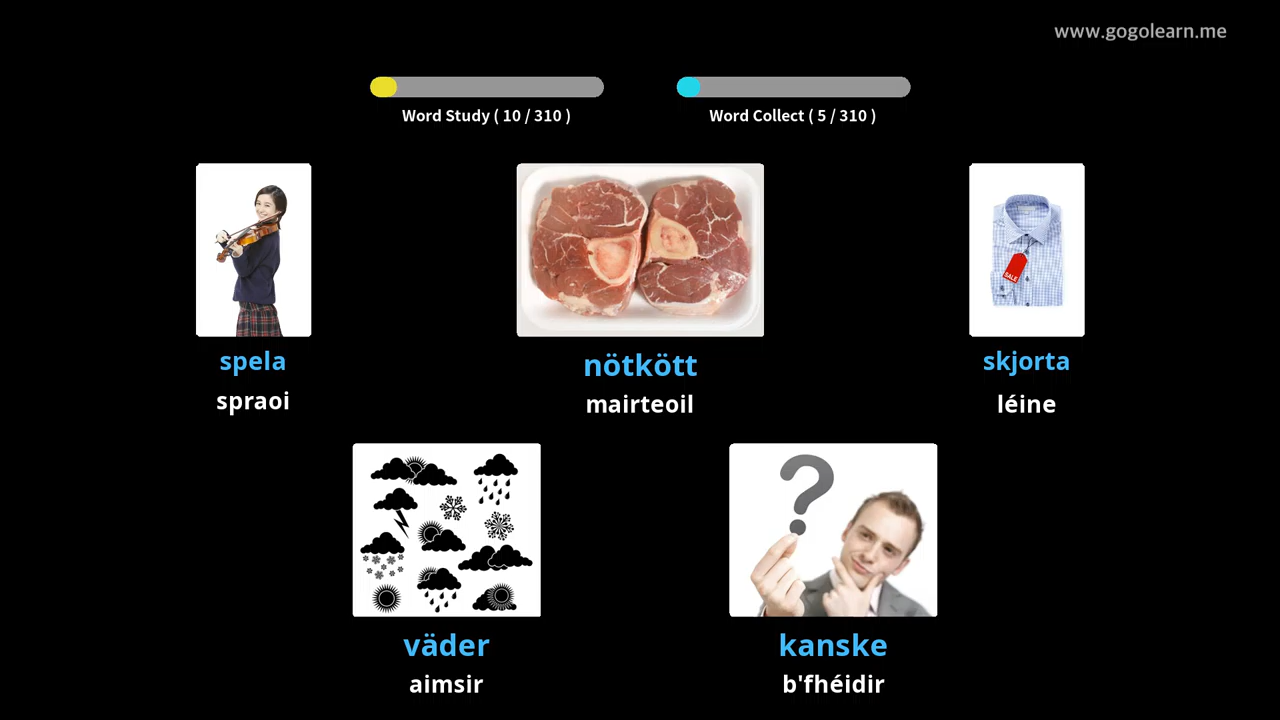 www.gogolearn.me
Word Study ( 10 / 310 )
Word Collect ( 5 / 310 )
SALE
spela
nötkött
skjorta
spraoi
mairteoil
léine
väder
kanske
aimsir
b'fhéidir